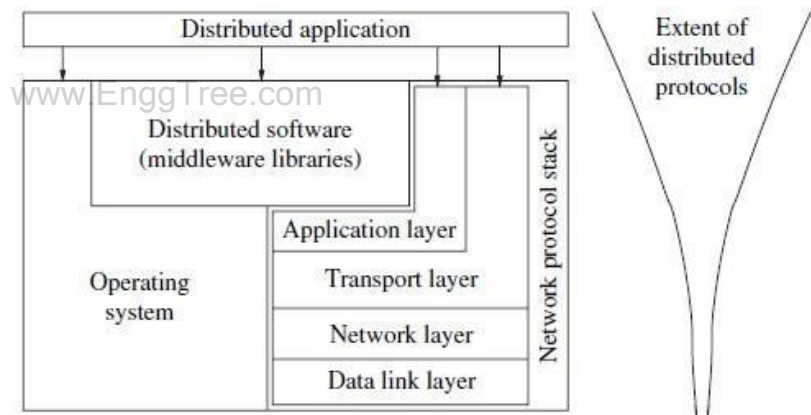 Distributed application
Extent of
distributed
protocols
www.EnggTree.com
Distributed software
(middleware libraries)
Network protocol stack
Application layer
Operating
system
Transport layer
Network layer
Data link layer